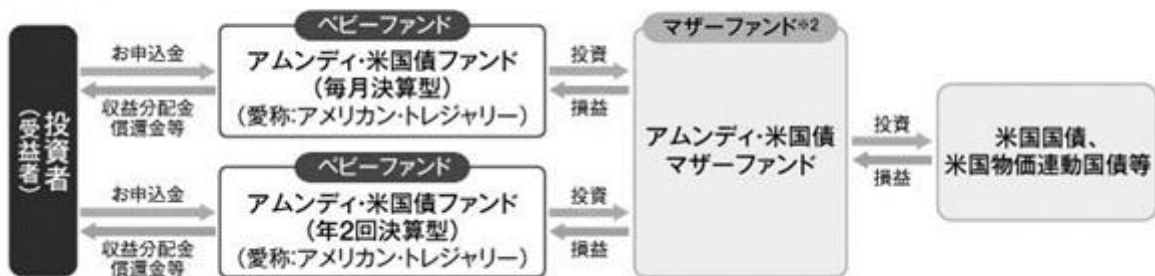 投資者
(受益者)
お申込金
収益分配金
償還金等
ベビーファンド
アムンディ・米国債ファンド
(毎月決算型)
(愛称:アメリカン・トレジャリー)
投資
損益
お申込金
収益分配金
償還金等
ベビーファンド
アムンディ・米国債ファンド
(年2回決算型)
(愛称:アメリカン・トレジャリー)
投資
損益
マザーファンド※2
アムンディ・米国債
マザーファンド
投資
損益
米国国債、
米国物価連動国債等